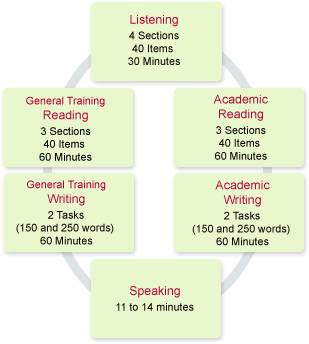 Listening
4 Sections
40 Items
30 Minutes
General Training
Reading
3 Sections
40 Items
60 Minutes
Academic
Reading
3 Sections
40 Items
60 Minutes
General Training
Writing
2 Tasks
(150 and 250 words)
60 Minutes
Academic
Writing
2 Tasks
(150 and 250 words)
60 Minutes
Speaking
11 to 14 minutes